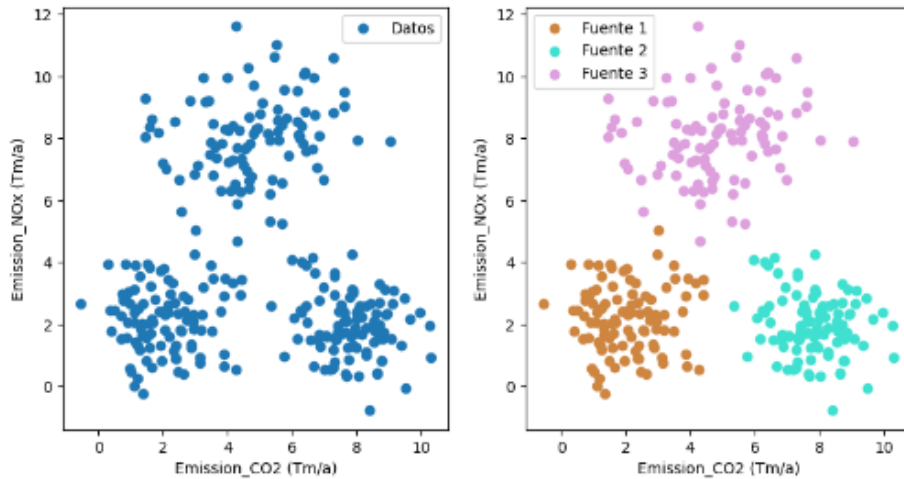 12
10
8
6
4
2
0
Emission_NOx (Tm/a)
Datos
0 2 4 6 8 10
Emission_CO2 (Tm/a)
12
10
8
6
4
2
0
Emission_NOx (Tm/a)
Fuente 1
Fuente 2
Fuente 3
0 2 4 6 8 10
Emission_CO2 (Tm/a)